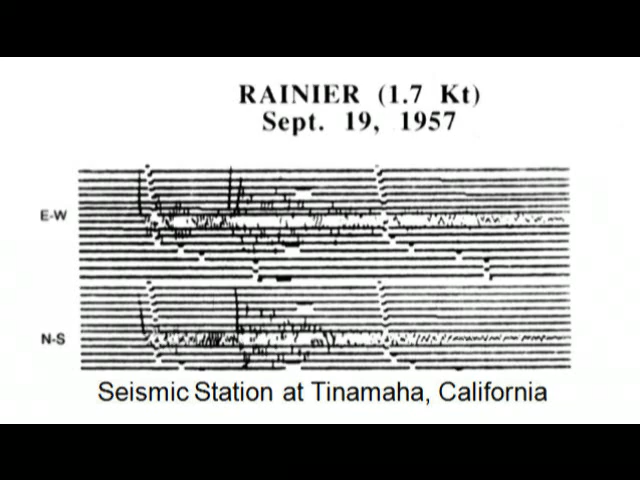 RAINIER (1.7 Kt)
Sept. 19, 1957
E-W
N-S
Seismic Station at Tinamaha, California